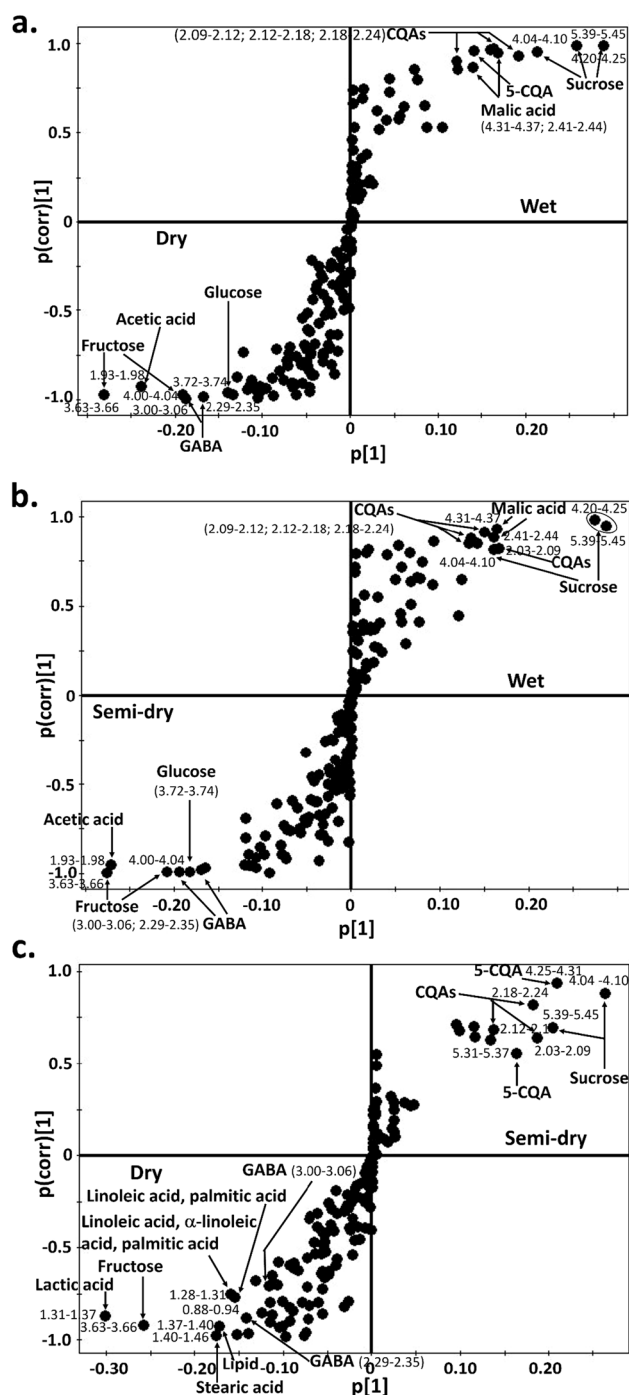 a.
1.0
(2.09-2.12; 2.12-2.18; 2.18-2.24)
CQAs
4.04-4.10
5.39-5.45
4.20-4.25
Sucrose
5-CQA
Malic acid
(4.31-4.37; 2.41-2.44)
0.5
p(corr)[1]
0
Wet
Dry
Glucose
-0.5
Acetic acid
Fructose
1.93-1.98
3.72-3.74
4.00-4.04
2.29-2.35
-1.0
3.63-3.66
3.00-3.06
GABA
-0.20
-0.10
0
0.10
0.20
p[1]
b.
1.0
CQAs
4.31-4.37
Malic acid
4.20-4.25
(2.09-2.12; 2.12-2.18; 2.18-2.24)
2.41-2.44
5.39-5.45
2.03-2.09
4.04-4.10
CQAs
Sucrose
0.5
p(corr)[1]
0
Wet
Semi-dry
-0.5
Glucose
(3.72-3.74)
Acetic acid
1.93-1.98
4.00-4.04
-1.0
3.63-3.66
Fructose
GABA
(3.00-3.06; 2.29-2.35)
-0.20
-0.10
0
0.10
0.20
p[1]
c.
1.0
5-CQA
4.25-4.31
4.04 -4.10
CQAs
2.18-2.24
5.39-5.45
0.5
5.31-5.37
2.03-2.09
Sucrose
5-CQA
p(corr)[1]
0
Semi-dry
Dry
GABA (3.00-3.06)
Linoleic acid, palmitic acid
Linoleic acid, α-linoleic
acid, palmitic acid
-0.5
Fructose
Lactic acid
1.28-1.31
0.88-0.94
1.31-1.37
3.63-3.66
1.37-1.40
1.40-1.46
-1.0
Lipid
GABA (2.29-2.35)
Stearic acid
-0.30
-0.20
-0.10
0
0.10
0.20
p[1]